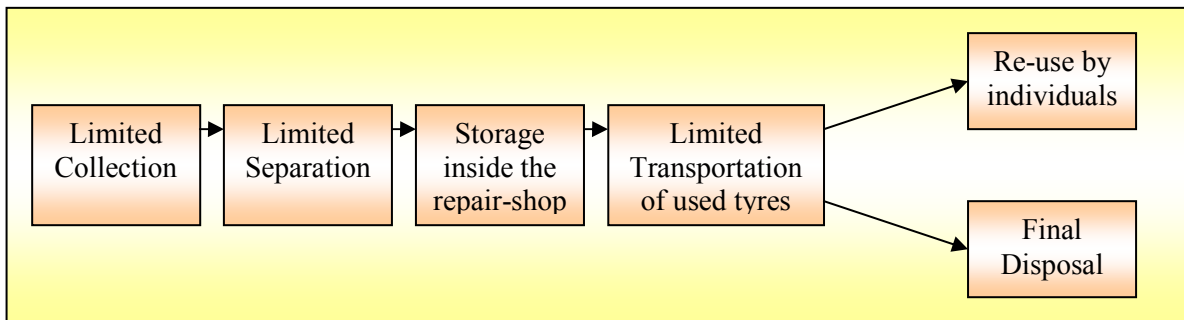 Limited
Collection
Limited
Separation
Storage
inside the
repair-shop
Limited
Transportation
of used tyres
Re-use by
individuals
Final
Disposal